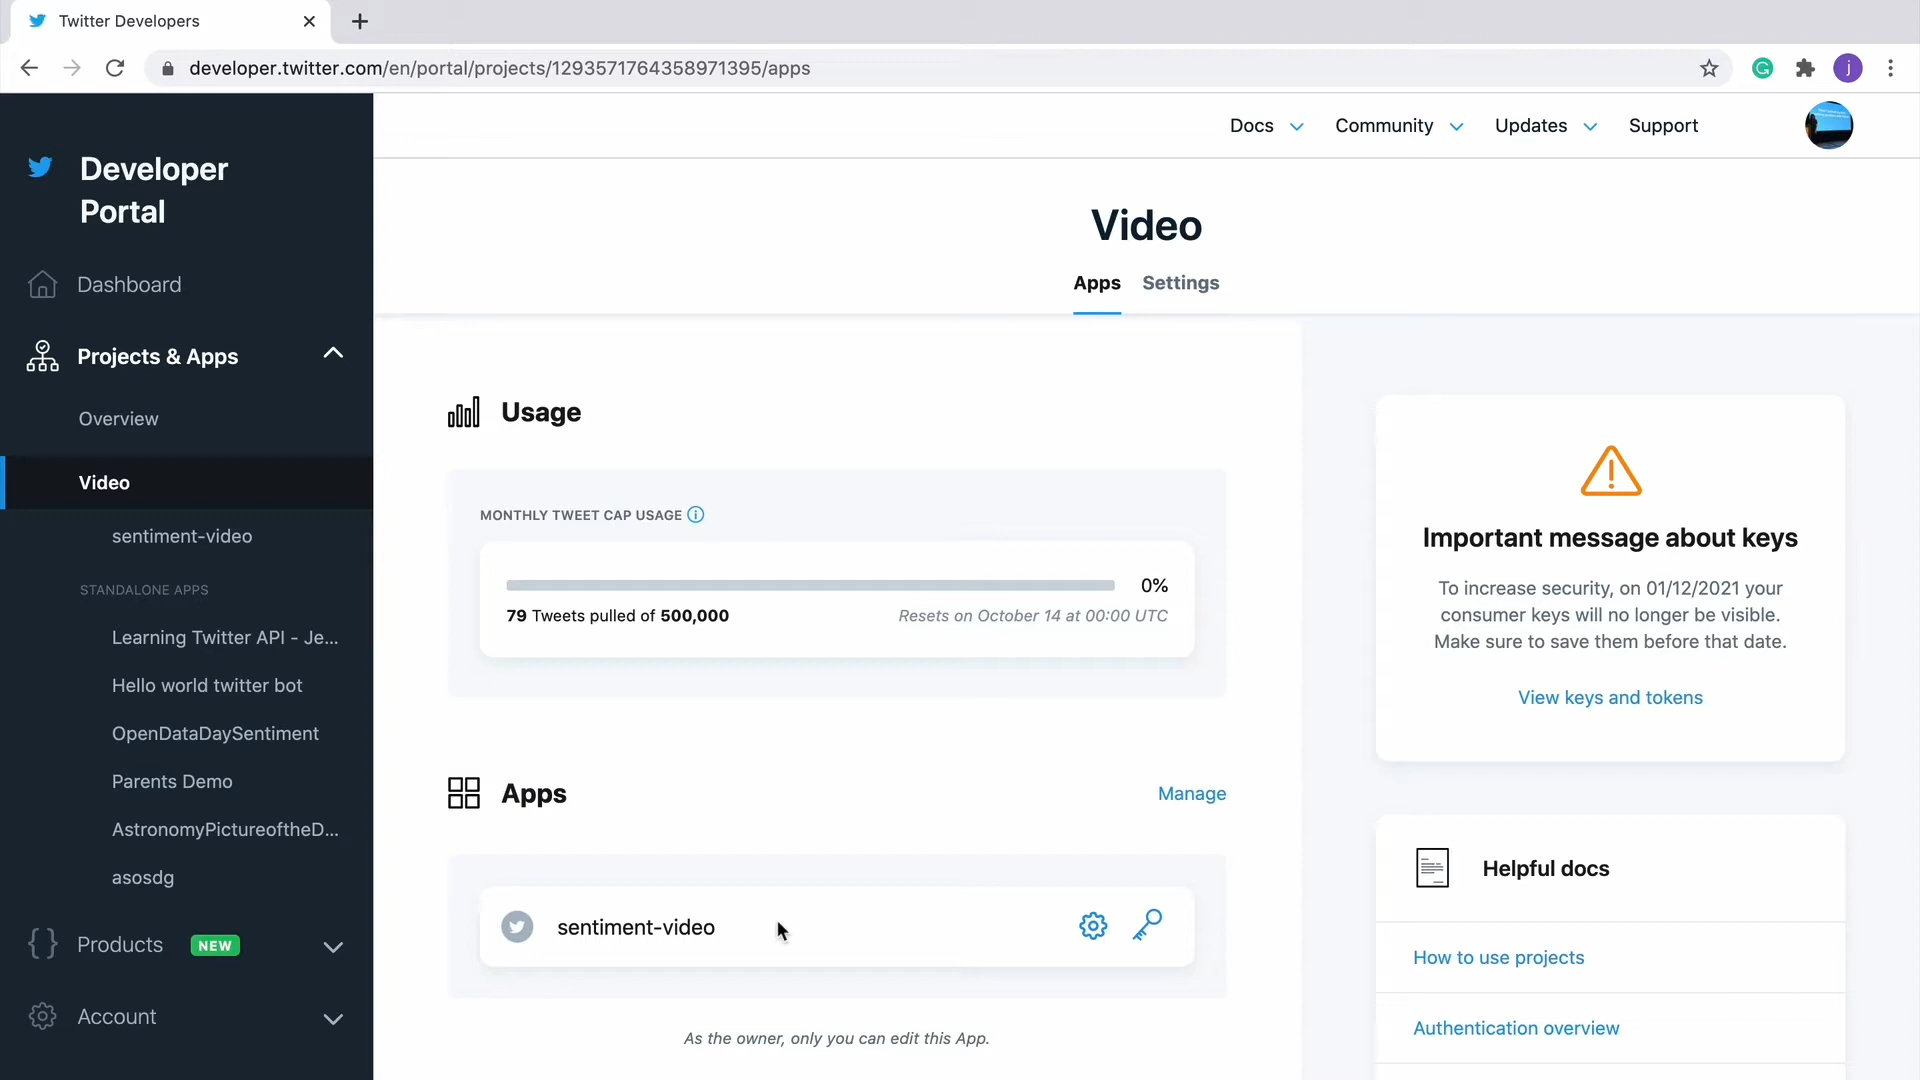 Twitter Developers
developer.twitter.com/en/portal/projects/1293571764358971395/apps
j
Docs
Community
Updates
Support
Developer
Portal
Dashboard
Projects & Apps
Overview
Video
sentiment-video
STANDALONE APPS
Learning Twitter API - Je...
Hello world twitter bot
OpenDataDaySentiment
Parents Demo
AstronomyPictureoftheD...
asosdg
Products NEW
Account
Video
Apps Settings
Usage
MONTHLY TWEET CAP USAGE
0%
79 Tweets pulled of 500,000
Resets on October 14 at 00:00 UTC
Apps
Manage
sentiment-video
As the owner, only you can edit this App.
Important message about keys
To increase security, on 01/12/2021 your
consumer keys will no longer be visible.
Make sure to save them before that date.
View keys and tokens
Helpful docs
How to use projects
Authentication overview